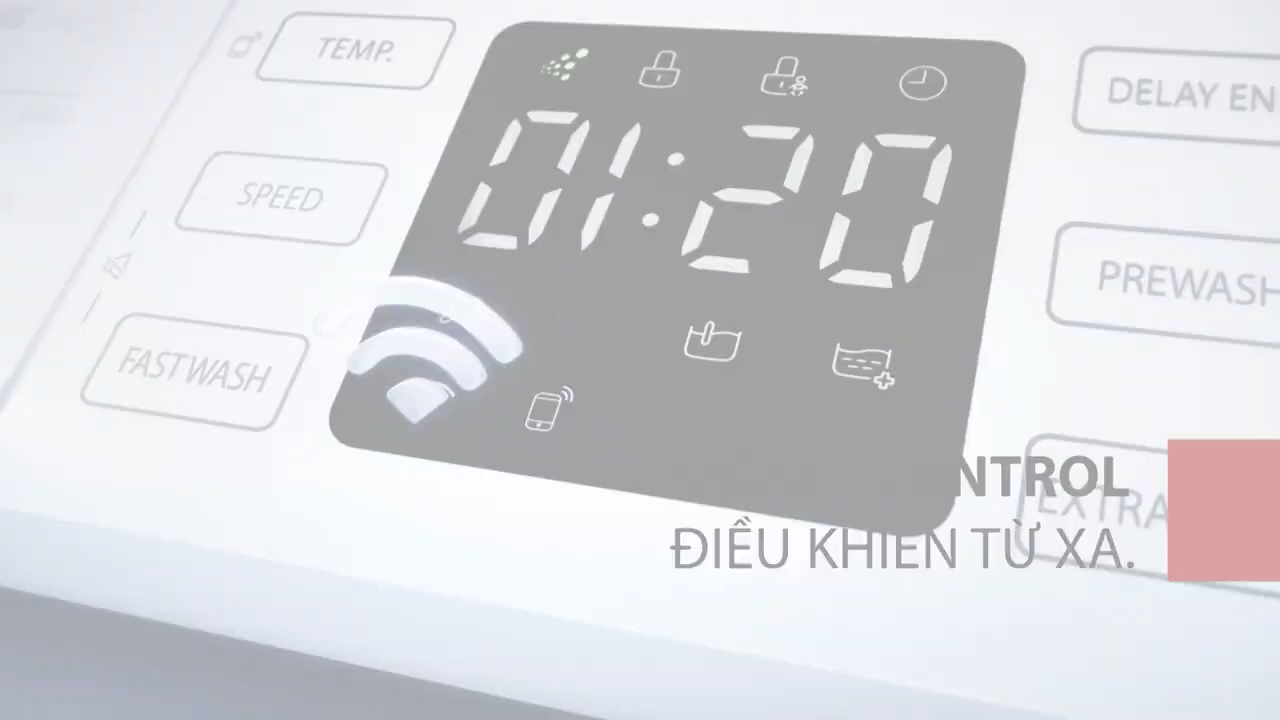 TEMP.
DELAY EN
01:20
SPEED
PREWASH
FASTWASH
NTROL
EXTRA
ĐIỀU KHIỂN TỪ XA.